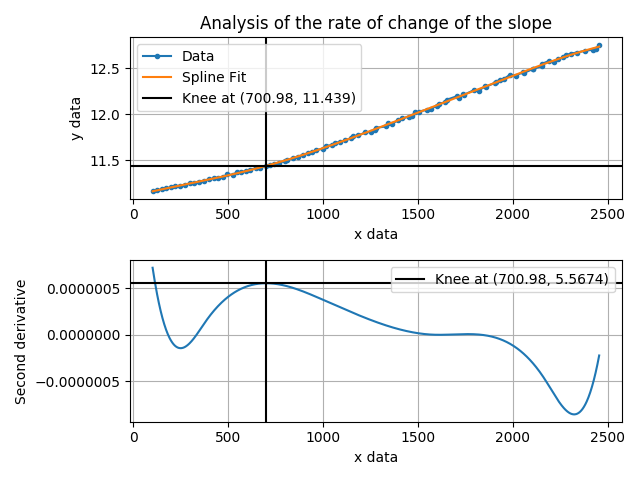 Analysis of the rate of change of the slope
Data
Spline Fit
Knee at (700.98, 11.439)
y data
12.5
12.0
11.5
0 500 1000 1500 2000 2500
x data
Knee at (700.98, 5.5674)
Second derivative
0.0000005
0.0000000
−0.0000005
0 500 1000 1500 2000 2500
x data